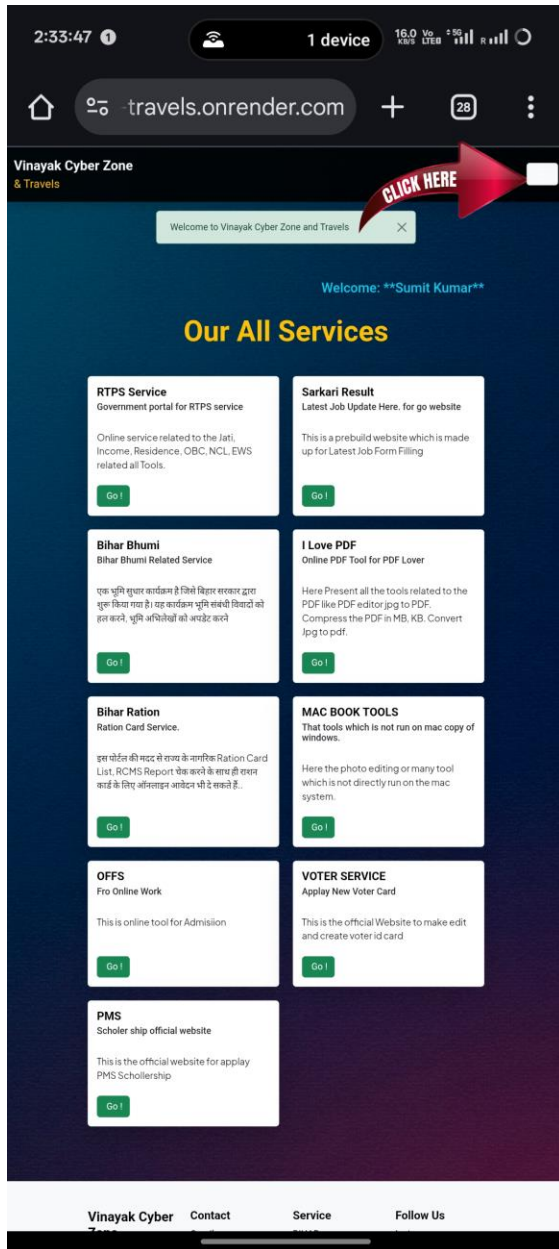 2:33:47 1
1 device
16.0 KB/S Vo LTE 5G R
-travels.onrender.com
28
Vinayak Cyber Zone
& Travels
CLICK HERE
Welcome to Vinayak Cyber Zone and Travels
Welcome: **Sumit Kumar**
Our All Services
RTPS Service
Government portal for RTPS service
Online service related to the Jati,
Income, Residence, OBC, NCL, EWS
related all Tools.
Go !
Sarkari Result
Latest Job Update Here. for go website
This is a prebuild website which is made
up for Latest Job Form Filling
Go !
Bihar Bhumi
Bihar Bhumi Related Service
एक भूमि सुधार कार्यक्रम है जिसे बिहार सरकार द्वारा
शुरू किया गया है। यह कार्यक्रम भूमि संबंधी विवादों को
हल करने, भूमि अभिलेखों को अपडेट करने
Go !
I Love PDF
Online PDF Tool for PDF Lover
Here Present all the tools related to the
PDF like PDF editor jpg to PDF.
Compress the PDF in MB, KB. Convert
Jpg to pdf.
Go !
Bihar Ration
Ration Card Service.
इस पोर्टल की मदद से राज्य के नागरिक Ration Card
List, RCMS Report चेक करने के साथ ही राशन
कार्ड के लिए ऑनलाइन आवेदन भी दे सकते हैं..
Go !
MAC BOOK TOOLS
That tools which is not run on mac copy of
windows.
Here the photo editing or many tool
which is not directly run on the mac
system.
Go !
OFFS
Fro Online Work
This is online tool for Admisiion
Go !
VOTER SERVICE
Applay New Voter Card
This is the official Website to make edit
and create voter id card
Go !
PMS
Scholer ship official website
This is the official website for applay
PMS Schollership
Go !
Vinayak Cyber
Contact
Service
Follow Us